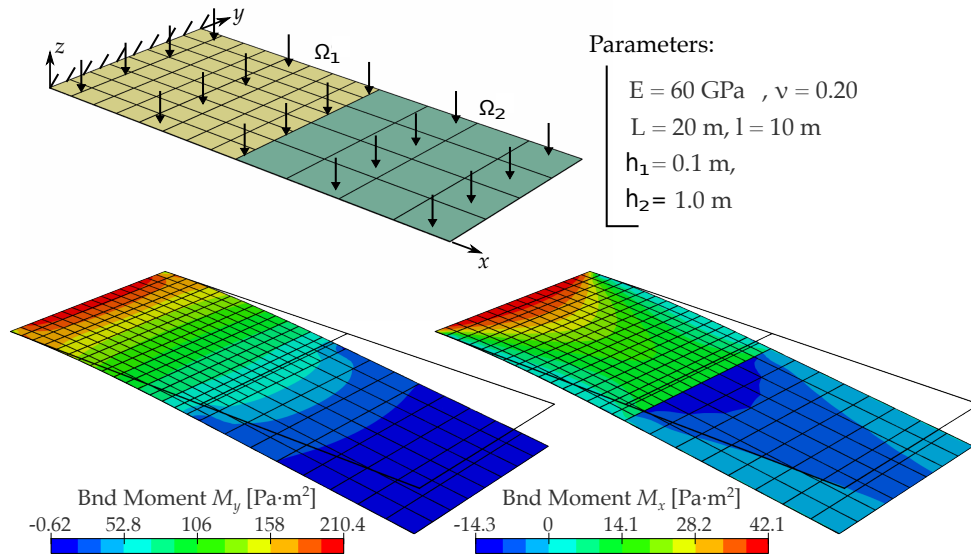 y
z
Ω₁
Ω₂
x
Parameters:
E = 60 GPa , ν = 0.20
L = 20 m, l = 10 m
h₁= 0.1 m,
h₂= 1.0 m
Bnd Moment M_y [Pa·m²]
-0.62 52.8 106 158 210.4
Bnd Moment M_x [Pa·m²]
-14.3 0 14.1 28.2 42.1